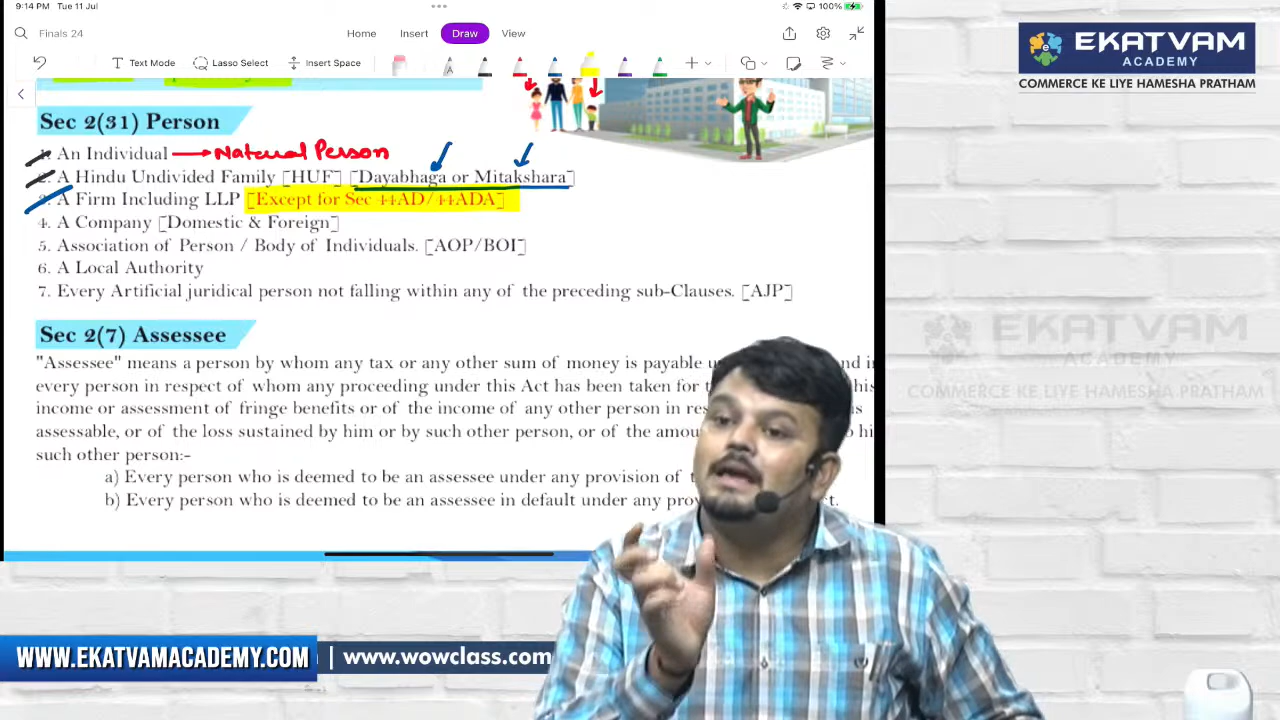 9:14 PM Tue 11 Jul
100%
Finals 24
Home Insert Draw View
Text Mode Lasso Select Insert Space
EKATVAM
ACADEMY
COMMERCE KE LIYE HAMESHA PRATHAM
Sec 2(31) Person
1. An Individual → Natural Person
2. A Hindu Undivided Family [HUF] [Dayabhaga or Mitakshara]
3. A Firm Including LLP [Except for Sec 44AD/44ADA]
4. A Company [Domestic & Foreign]
5. Association of Person / Body of Individuals. [AOP/BOI]
6. A Local Authority
7. Every Artificial juridical person not falling within any of the preceding sub-Clauses. [AJP]
Sec 2(7) Assessee
"Assessee" means a person by whom any tax or any other sum of money is payable
every person in respect of whom any proceeding under this Act has been taken for
income or assessment of fringe benefits or of the income of any other person in
assessable, or of the loss sustained by him or by such other person, or of the
such other person:-
a) Every person who is deemed to be an assessee under any provision of
b) Every person who is deemed to be an assessee in default under any
EKATVAM
ACADEMY
COMMERCE KE LIYE HAMESHA PRATHAM
WWW.EKATVAMACADEMY.COM | www.wowclass.com